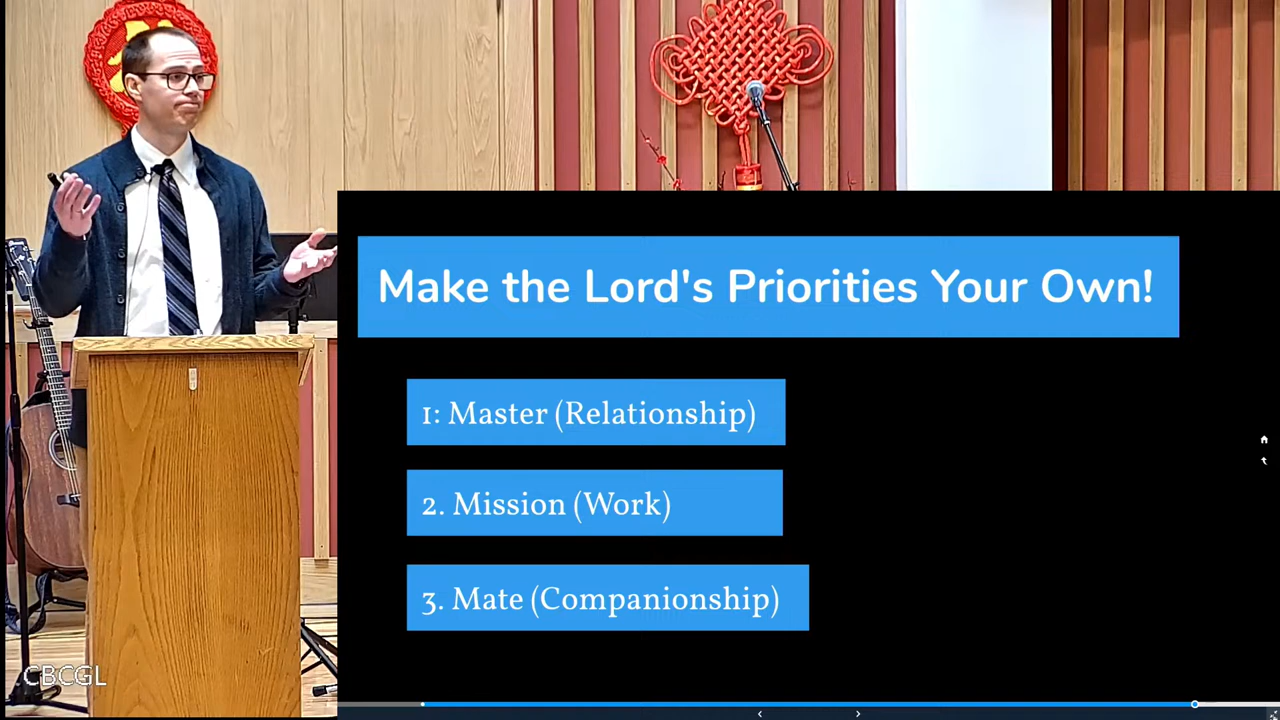 Make the Lord's Priorities Your Own!
1: Master (Relationship)
2. Mission (Work)
3. Mate (Companionship)
CBCGL